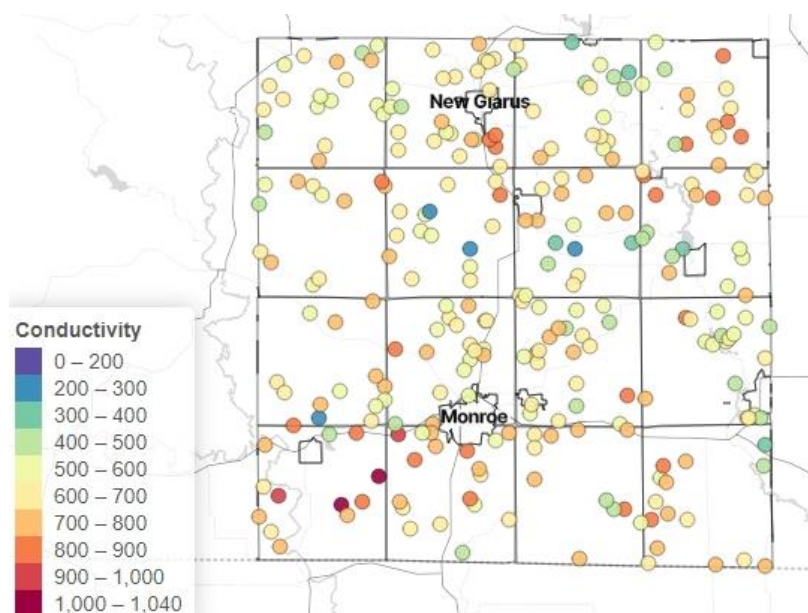 New Glarus
Conductivity
0 – 200
200 – 300
300 – 400
400 – 500
500 – 600
600 – 700
700 – 800
800 – 900
900 – 1,000
1,000 – 1,040
Monroe